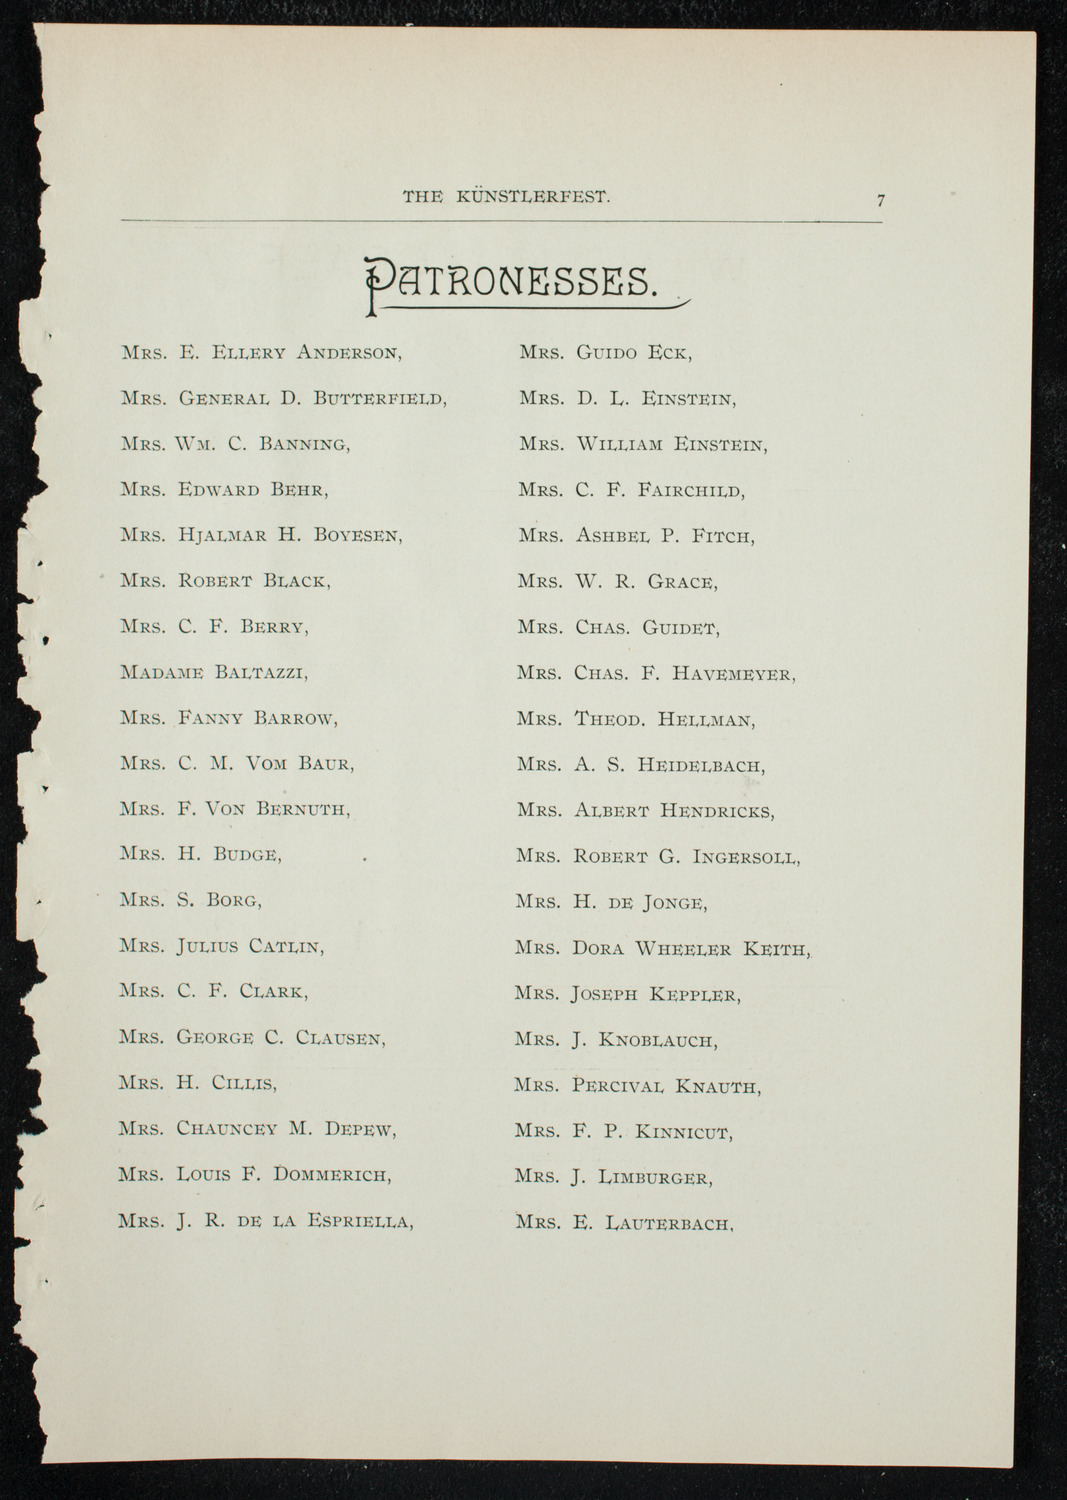 THE KÜNSTLERFEST. 7
PATRONESSES.
MRS. E. ELLERY ANDERSON,
MRS. GENERAL D. BUTTERFIELD,
MRS. WM. C. BANNING,
MRS. EDWARD BEHR,
MRS. HJALMAR H. BOYESEN,
MRS. ROBERT BLACK,
MRS. C. F. BERRY,
MADAME BALTAZZI,
MRS. FANNY BARROW,
MRS. C. M. VOM BAUR,
MRS. F. VON BERNUTH,
MRS. H. BUDGE,
MRS. S. BORG,
MRS. JULIUS CATLIN,
MRS. C. F. CLARK,
MRS. GEORGE C. CLAUSEN,
MRS. H. CILLIS,
MRS. CHAUNCEY M. DEPEW,
MRS. LOUIS F. DOMMERICH,
MRS. J. R. DE LA ESPRIELLA,
MRS. GUIDO ECK,
MRS. D. L. EINSTEIN,
MRS. WILLIAM EINSTEIN,
MRS. C. F. FAIRCHILD,
MRS. ASHBEL P. FITCH,
MRS. W. R. GRACE,
MRS. CHAS. GUIDET,
MRS. CHAS. F. HAVEMEYER,
MRS. THEOD. HELLMAN,
MRS. A. S. HEIDELBACH,
MRS. ALBERT HENDRICKS,
MRS. ROBERT G. INGERSOLL,
MRS. H. DE JONGE,
MRS. DORA WHEELER KEITH,
MRS. JOSEPH KEPPLER,
MRS. J. KNOBLAUCH,
MRS. PERCIVAL KNAUTH,
MRS. F. P. KINNICUT,
MRS. J. LIMBURGER,
MRS. E. LAUTERBACH,